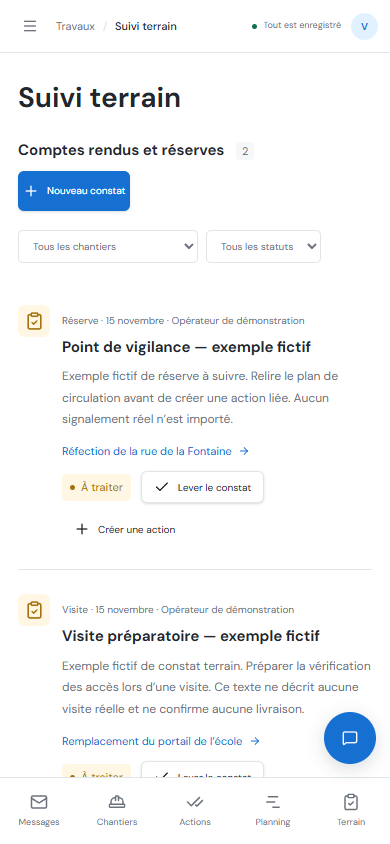 Travaux / Suivi terrain
Tout est enregistré
V
Suivi terrain
Comptes rendus et réserves 2
Nouveau constat
Tous les chantiers
Tous les statuts
Réserve · 15 novembre · Opérateur de démonstration
Point de vigilance — exemple fictif
Exemple fictif de réserve à suivre. Relire le plan de
circulation avant de créer une action liée. Aucun
signalement réel n’est importé.
Réfection de la rue de la Fontaine →
À traiter
Lever le constat
Créer une action
Visite · 15 novembre · Opérateur de démonstration
Visite préparatoire — exemple fictif
Exemple fictif de constat terrain. Préparer la vérification
des accès lors d’une visite. Ce texte ne décrit aucune
visite réelle et ne confirme aucune livraison.
Remplacement du portail de l’école →
À traiter
Lever le constat
Messages
Chantiers
Actions
Planning
Terrain